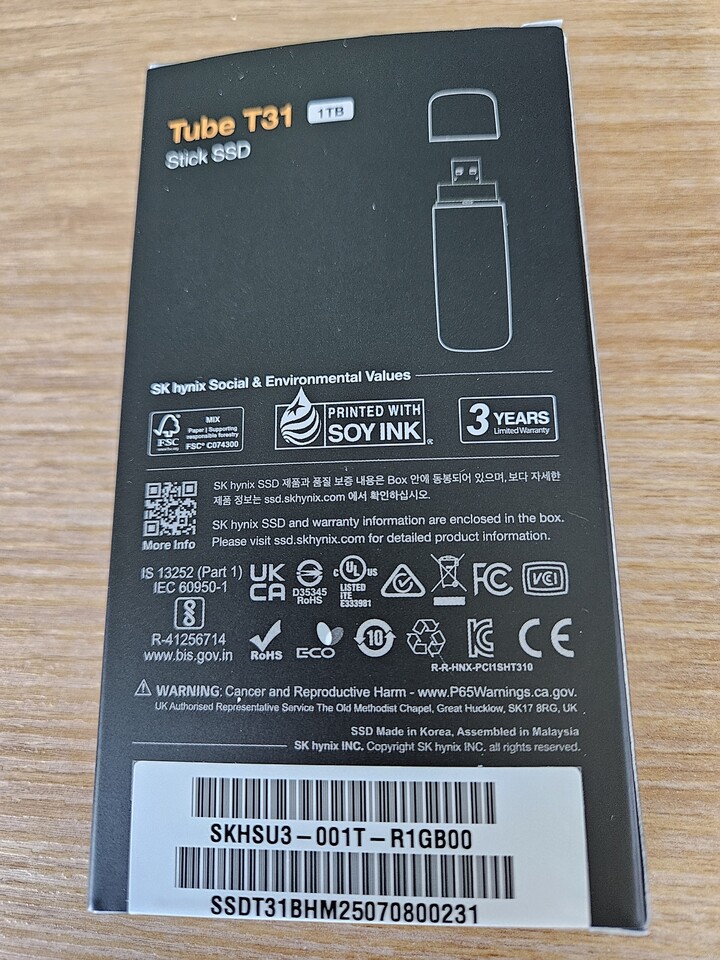 Tube T31 1TB
Stick SSD
SK hynix Social & Environmental Values
FSC
MIX
Paper | Supporting
responsible forestry
FSC® C074300
PRINTED WITH
SOY INK
3 YEARS
Limited Warranty
More Info
SK hynix SSD 제품과 품질 보증 내용은 Box 안에 동봉되어 있으며, 보다 자세한
제품 정보는 ssd.skhynix.com 에서 확인하십시오.
SK hynix SSD and warranty information are enclosed in the box.
Please visit ssd.skhynix.com for detailed product information.
IS 13252 (Part 1)
IEC 60950-1
R-41256714
www.bis.gov.in
UK
CA
D35345
RoHS
c UL us
LISTED
ITE
E333981
FC
VCI
RoHS
ECO
10
KC
CE
R-R-HNX-PCI1SHT310
WARNING: Cancer and Reproductive Harm - www.P65Warnings.ca.gov.
UK Authorised Representative Service The Old Methodist Chapel, Great Hucklow, SK17 8RG, UK
SSD Made in Korea, Assembled in Malaysia
SK hynix INC. Copyright SK hynix INC. all rights reserved.
SKHSU3-001T-R1GB00
SSDT31BHM25070800231